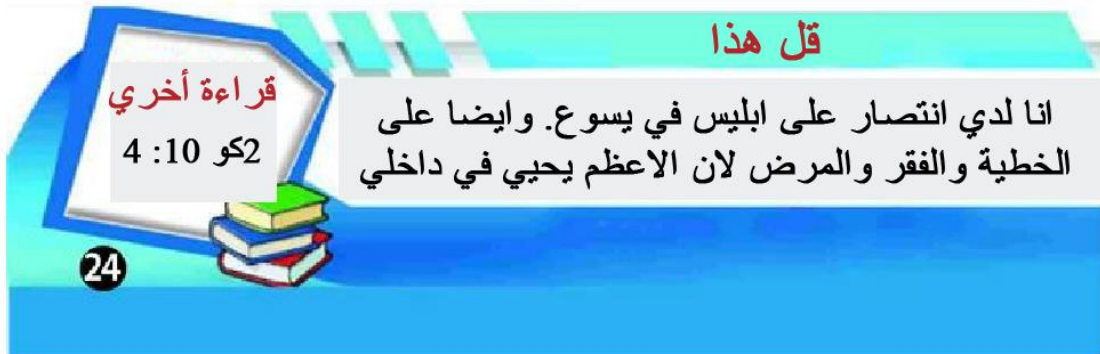 قل هذا
انا لدي انتصار على ابليس في يسوع. وايضا على
الخطية والفقر والمرض لان الاعظم يحيي في داخلي
قراءة أخري
2كو 10: 4
24